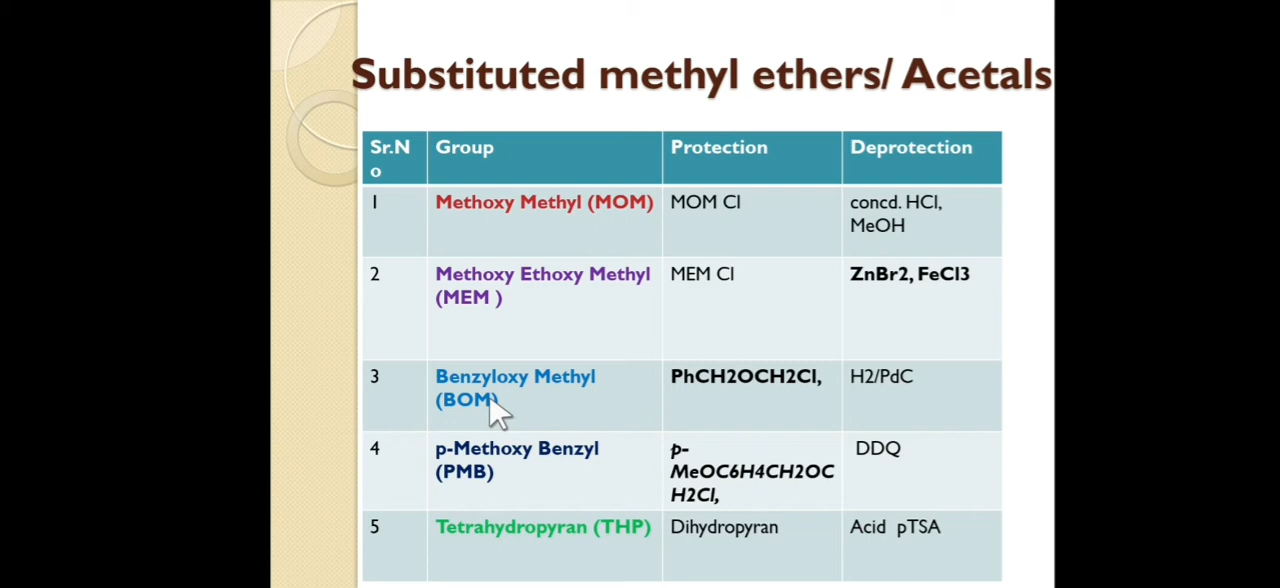 Substituted methyl ethers/ Acetals
Sr.N
o
Group
Protection
Deprotection
1
Methoxy Methyl (MOM)
MOM Cl
concd. HCl,
MeOH
2
Methoxy Ethoxy Methyl
(MEM )
MEM Cl
ZnBr2, FeCl3
3
Benzyloxy Methyl
(BOM)
PhCH2OCH2Cl,
H2/PdC
4
p-Methoxy Benzyl
(PMB)
p-
MeOC6H4CH2OC
H2Cl,
DDQ
5
Tetrahydropyran (THP)
Dihydropyran
Acid pTSA